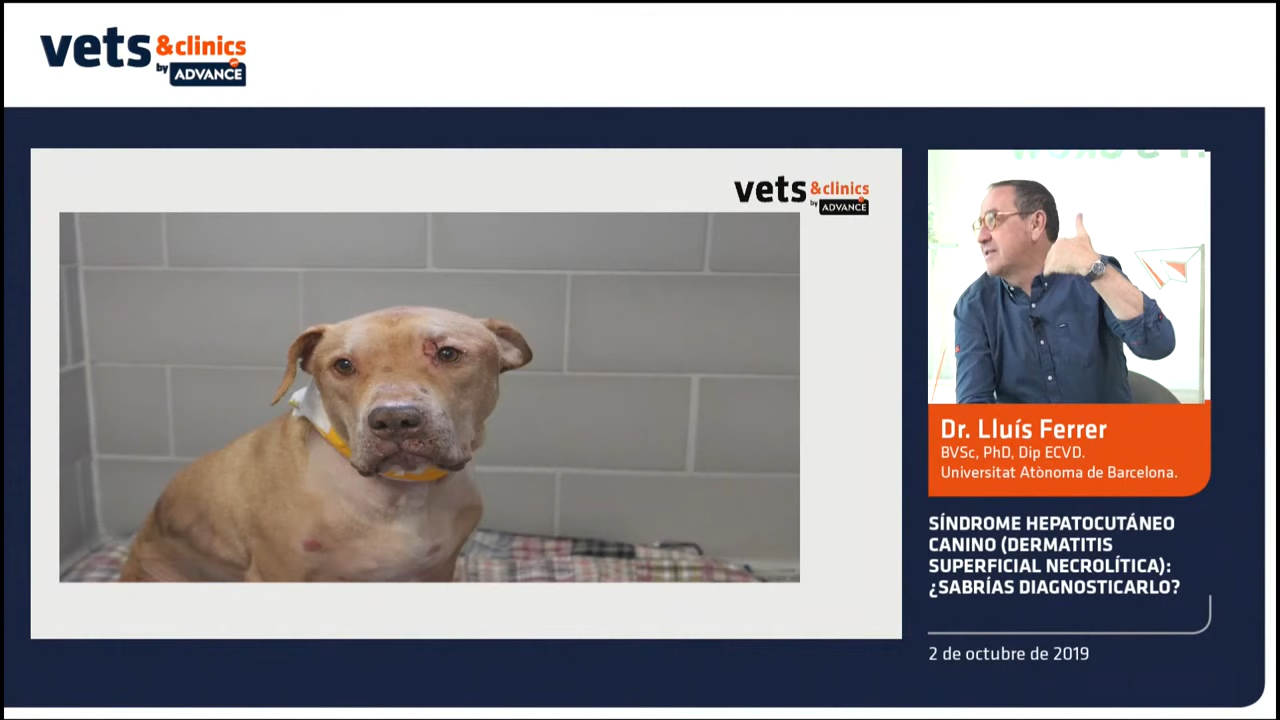 vets &clinics
by ADVANCE
vets &clinics
by ADVANCE
Dr. Lluís Ferrer
BVSc, PhD, Dip ECVD.
Universitat Atònoma de Barcelona.
SÍNDROME HEPATOCUTÁNEO
CANINO (DERMATITIS
SUPERFICIAL NECROLÍTICA):
¿SABRÍAS DIAGNOSTICARLO?
2 de octubre de 2019